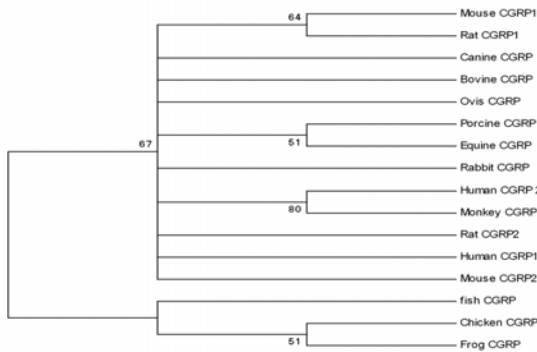 64
Mouse CGRP1
Rat CGRP1
Canine CGRP
Bovine CGRP
Ovis CGRP
67
Porcine CGRP
51
Equine CGRP
Rabbit CGRP
Human CGRP 2
80
Monkey CGRP
Rat CGRP2
Human CGRP1
Mouse CGRP2
fish CGRP
Chicken CGRP
51
Frog CGRP